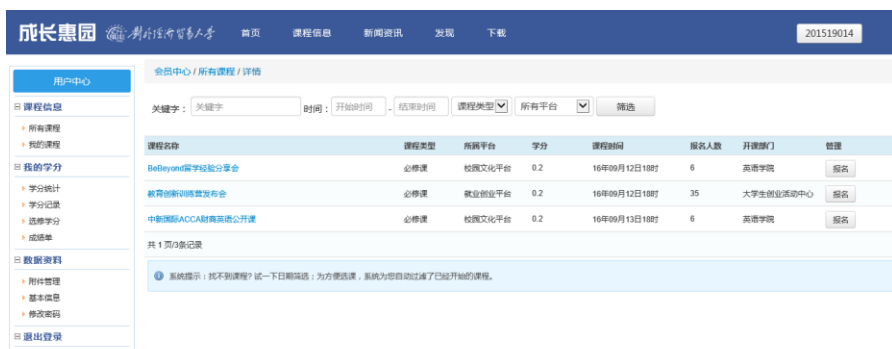 成长惠园 对外经济贸易大学 首页 课程信息 新闻资讯 发现 下载 201519014
用户中心
课程信息
所有课程
我的课程
我的学分
学分统计
学分记录
选修学分
成绩单
数据资料
附件管理
基本信息
修改密码
退出登录
会员中心 / 所有课程 / 详情
关键字: 关键字 时间: 开始时间 - 结束时间 课程类型 所有平台 筛选
课程名称 课程类型 所属平台 学分 课程时间 报名人数 开课部门 管理
BeBeyond留学经验分享会 必修课 校园文化平台 0.2 16年09月12日18时 6 英语学院 报名
教育创新训练营发布会 必修课 就业创业平台 0.2 16年09月12日18时 35 大学生创业活动中心 报名
中新国际ACCA财商英语公开课 必修课 校园文化平台 0.2 16年09月13日18时 6 英语学院 报名
共 1 页/3条记录
系统提示:找不到课程? 试一下日期筛选;为方便选课,系统为您自动过滤了已经开始的课程。